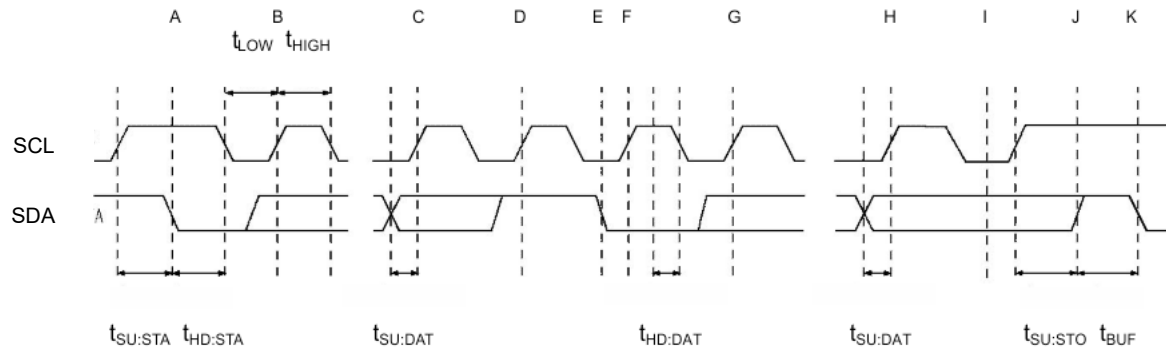 A B C D E F G H I J K
tLOW tHIGH
SCL
SDA A
tSU:STA tHD:STA tSU:DAT tHD:DAT tSU:DAT tSU:STO tBUF